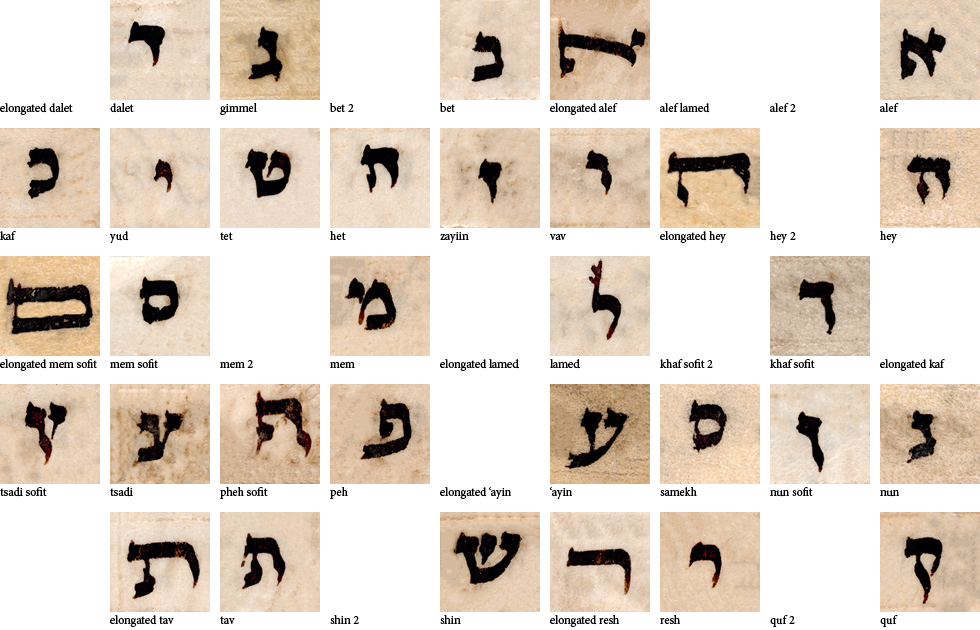 א א ב ג ד
elongated dalet dalet gimmel bet 2 bet elongated alef alef lamed alef 2 alef
ה ה ו ז ח ט י כ
kaf yud tet het zayiin vav elongated hey hey 2 hey
ך ל מ ם ם
elongated mem sofit mem sofit mem 2 mem elongated lamed lamed khaf sofit 2 khaf sofit elongated kaf
נ ן ס ע פ ף צ ץ
tsadi sofit tsadi pheh sofit peh elongated ‘ayin ‘ayin samekh nun sofit nun
ק ר ר ש ת ת
elongated tav tav shin 2 shin elongated resh resh quf 2 quf